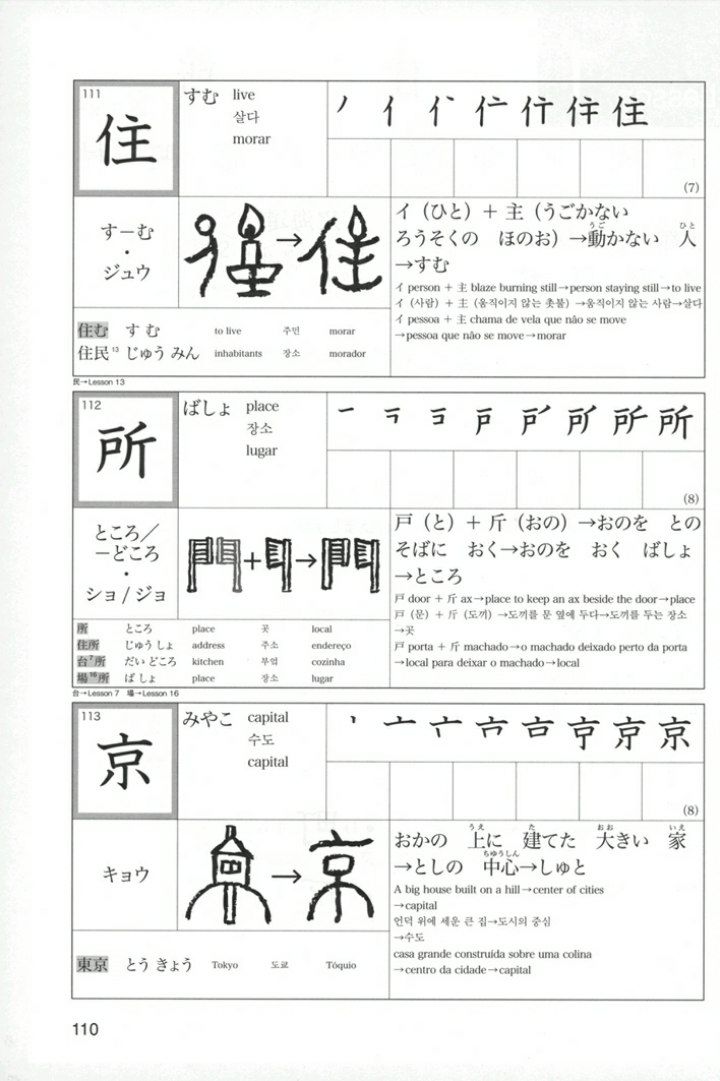 111
住
すむ live
살다
morar
ノ イ 住
(7)
すーむ
・
ジュウ
イ（ひと）＋ 主（うごかない
ろうそくの ほのお）→動かない 人
うご ひと
→すむ
イ person + 主 blaze burning still→person staying still→to live
イ (사람) + 主 (움직이지 않는 촛불) →움직이지 않는 사람→살다
イ pessoa + 主 chama de vela que não se move
→pessoa que não se move→morar
住む す む to live 주민 morar
住民13 じゅう みん inhabitants 장소 morador
民→Lesson 13
112
所
ばしょ place
장소
lugar
所
(8)
ところ／
ーどころ
・
ショ / ジョ
戸（と）＋ 斤（おの）→おのを との
そばに おく→おのを おく ばしょ
→ところ
戸 door + 斤 ax→place to keep an ax beside the door→place
戸 (문) + 斤 (도끼) →도끼를 문 옆에 두다→도끼를 두는 장소
→곳
戸 porta + 斤 machado→o machado deixado perto da porta
→local para deixar o machado→local
所 ところ place 곳 local
住所 じゅう しょ address 주소 endereço
台7所 だい どころ kitchen 부엌 cozinha
場16所 ば しょ place 장소 lugar
台→Lesson 7 場→Lesson 16
113
京
みやこ capital
수도
capital
京
(8)
キョウ
うえ た おお いえ
おかの 上に 建てた 大きい 家
ちゅうしん
→としの 中心→しゅと
A big house built on a hill→center of cities
→capital
언덕 위에 세운 큰 집→도시의 중심
→수도
casa grande construída sobre uma colina
→centro da cidade→capital
東京 とう きょう Tokyo 도쿄 Tóquio
110